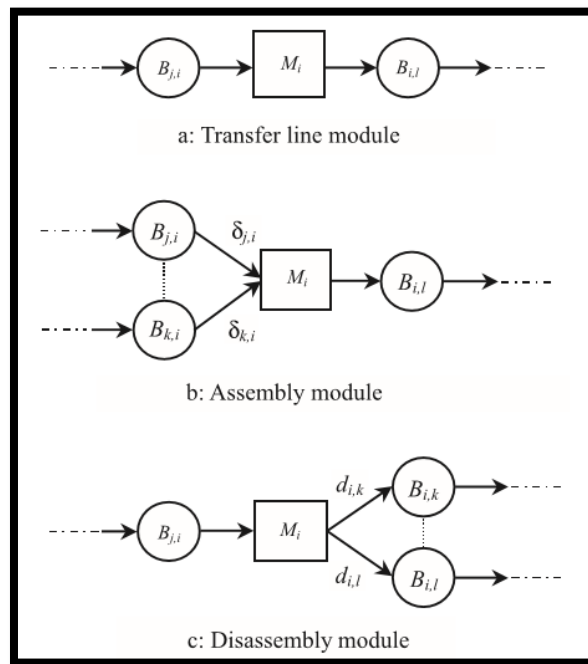 B_{j,i} M_i B_{i,l}
a: Transfer line module
B_{j,i} δ_{j,i} M_i B_{i,l}
B_{k,i} δ_{k,i}
b: Assembly module
B_{j,i} M_i d_{i,k} B_{i,k}
d_{i,l} B_{i,l}
c: Disassembly module